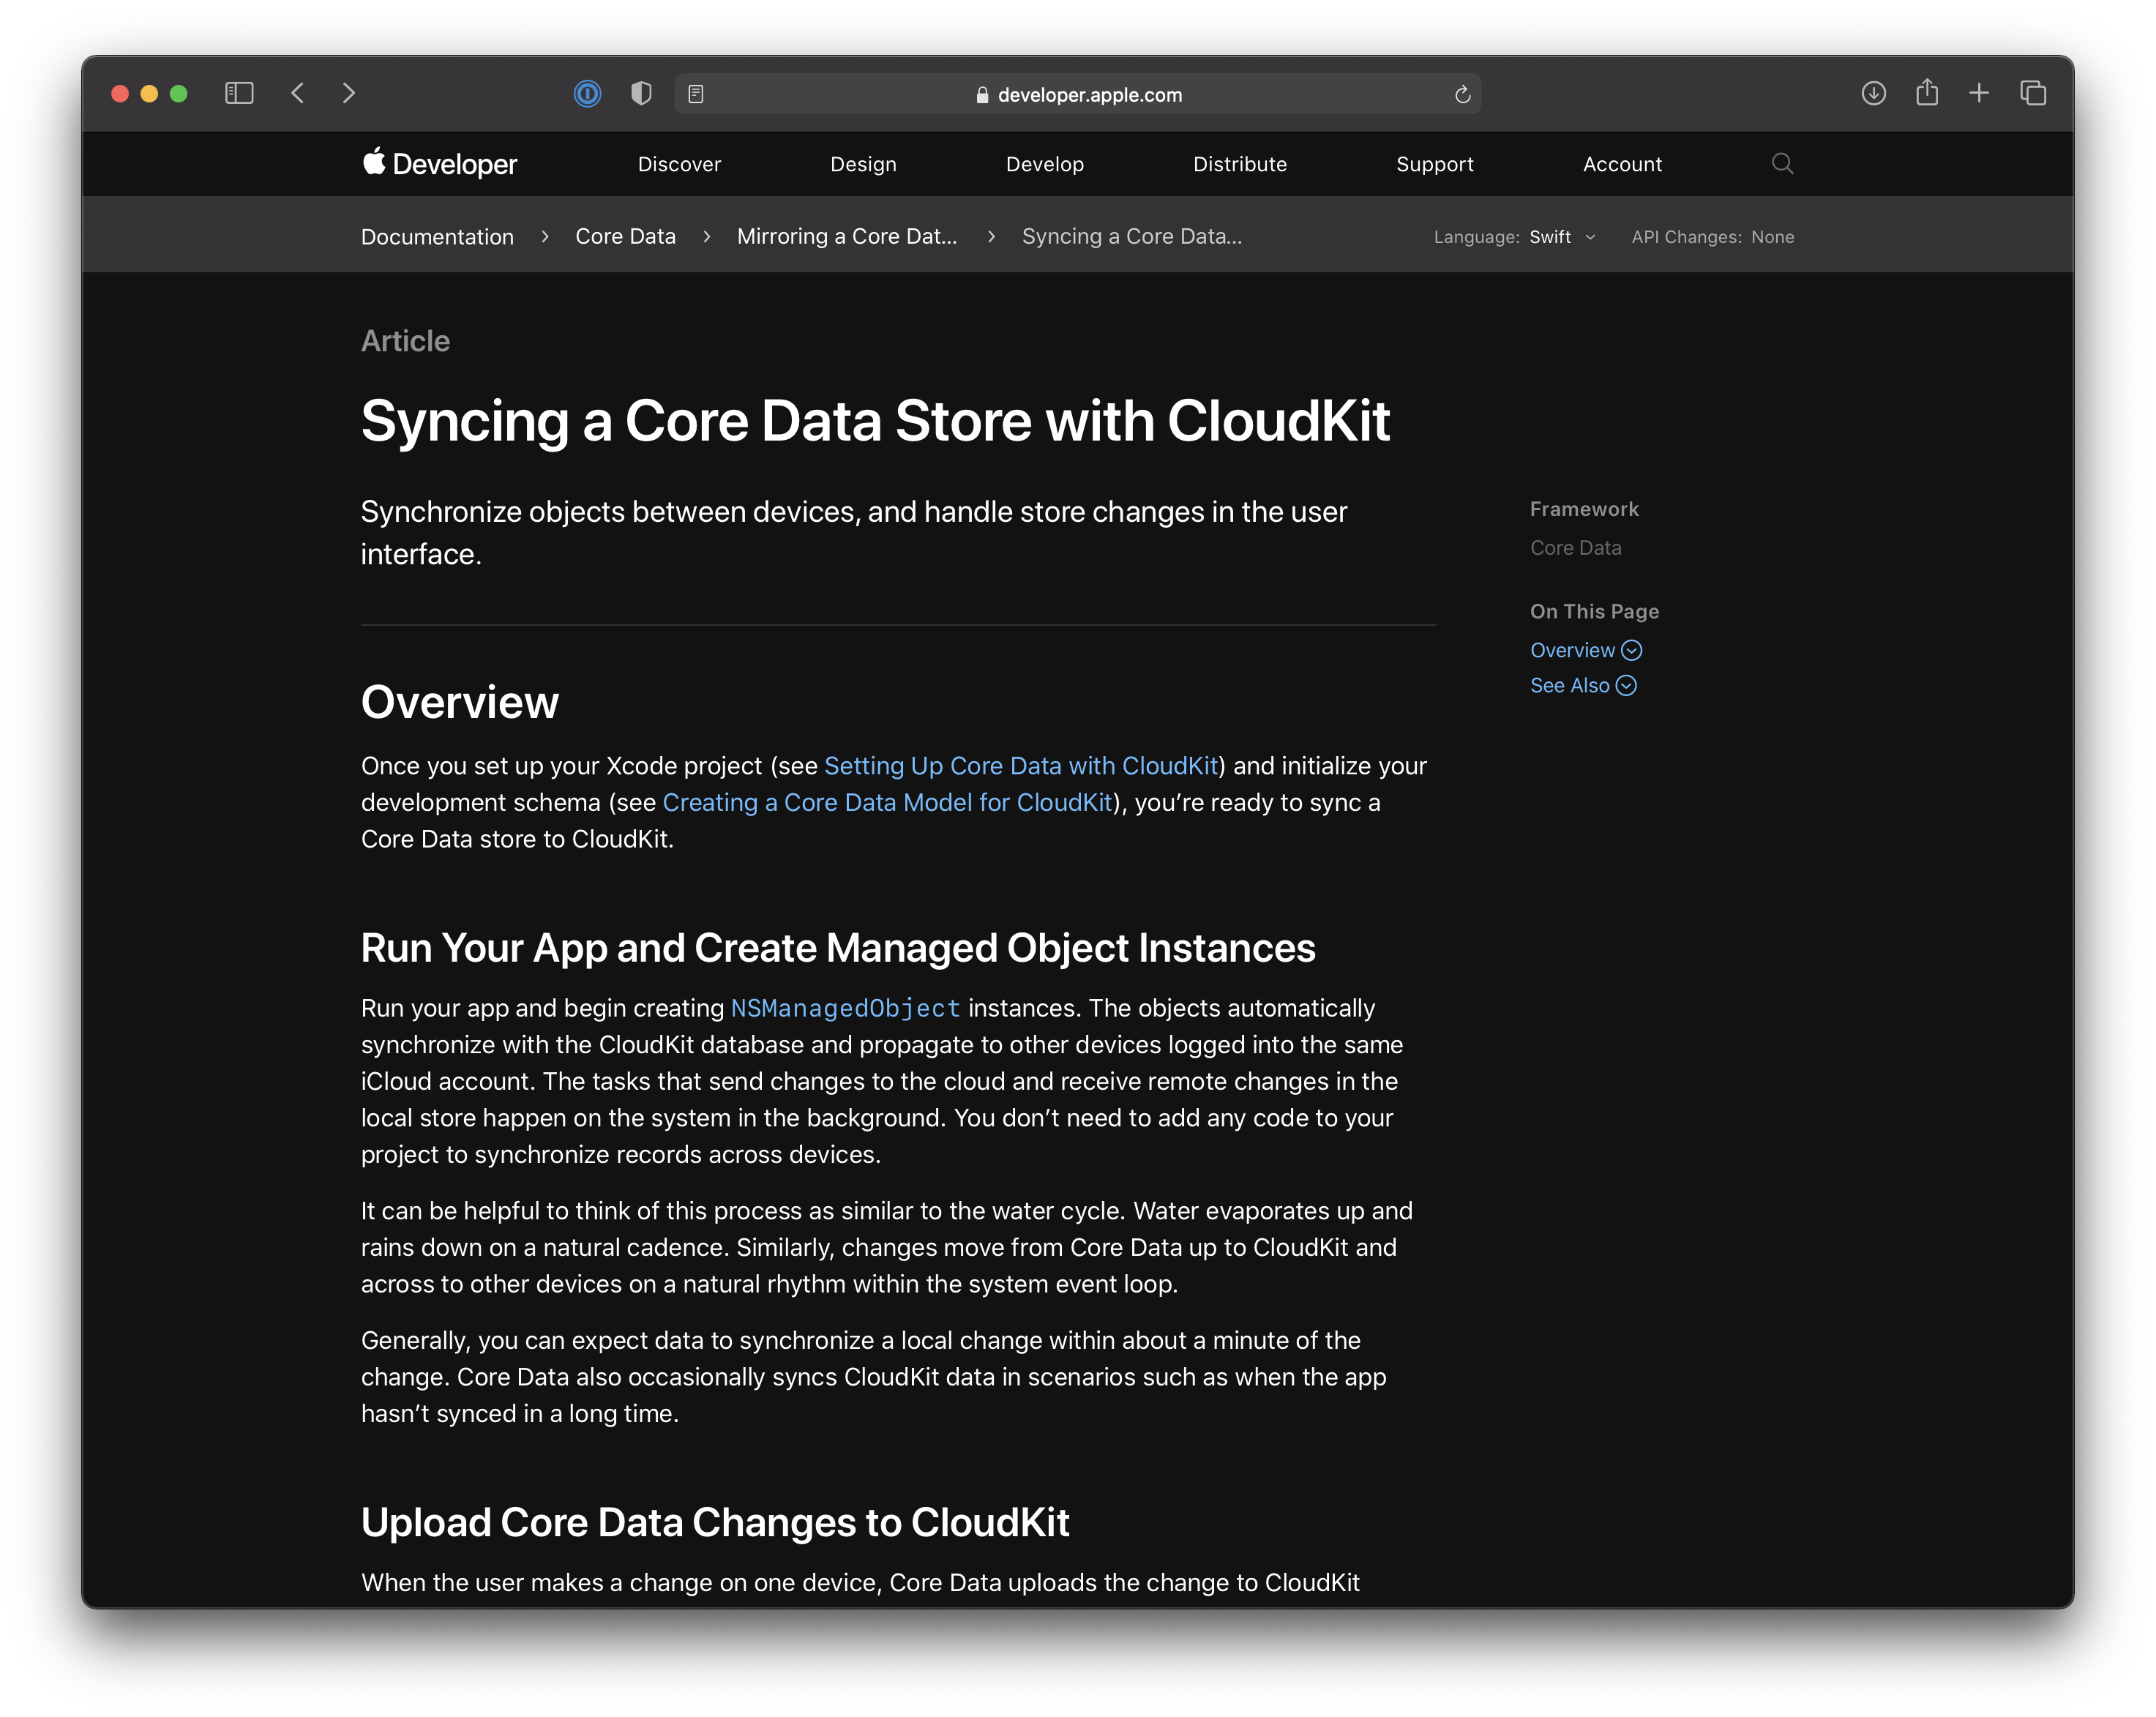 developer.apple.com
Developer Discover Design Develop Distribute Support Account
Documentation > Core Data > Mirroring a Core Dat... > Syncing a Core Data... Language: Swift API Changes: None
Article
Syncing a Core Data Store with CloudKit
Synchronize objects between devices, and handle store changes in the user
interface.
Framework
Core Data
On This Page
Overview
See Also
Overview
Once you set up your Xcode project (see Setting Up Core Data with CloudKit) and initialize your
development schema (see Creating a Core Data Model for CloudKit), you’re ready to sync a
Core Data store to CloudKit.
Run Your App and Create Managed Object Instances
Run your app and begin creating NSManagedObject instances. The objects automatically
synchronize with the CloudKit database and propagate to other devices logged into the same
iCloud account. The tasks that send changes to the cloud and receive remote changes in the
local store happen on the system in the background. You don’t need to add any code to your
project to synchronize records across devices.
It can be helpful to think of this process as similar to the water cycle. Water evaporates up and
rains down on a natural cadence. Similarly, changes move from Core Data up to CloudKit and
across to other devices on a natural rhythm within the system event loop.
Generally, you can expect data to synchronize a local change within about a minute of the
change. Core Data also occasionally syncs CloudKit data in scenarios such as when the app
hasn’t synced in a long time.
Upload Core Data Changes to CloudKit
When the user makes a change on one device, Core Data uploads the change to CloudKit